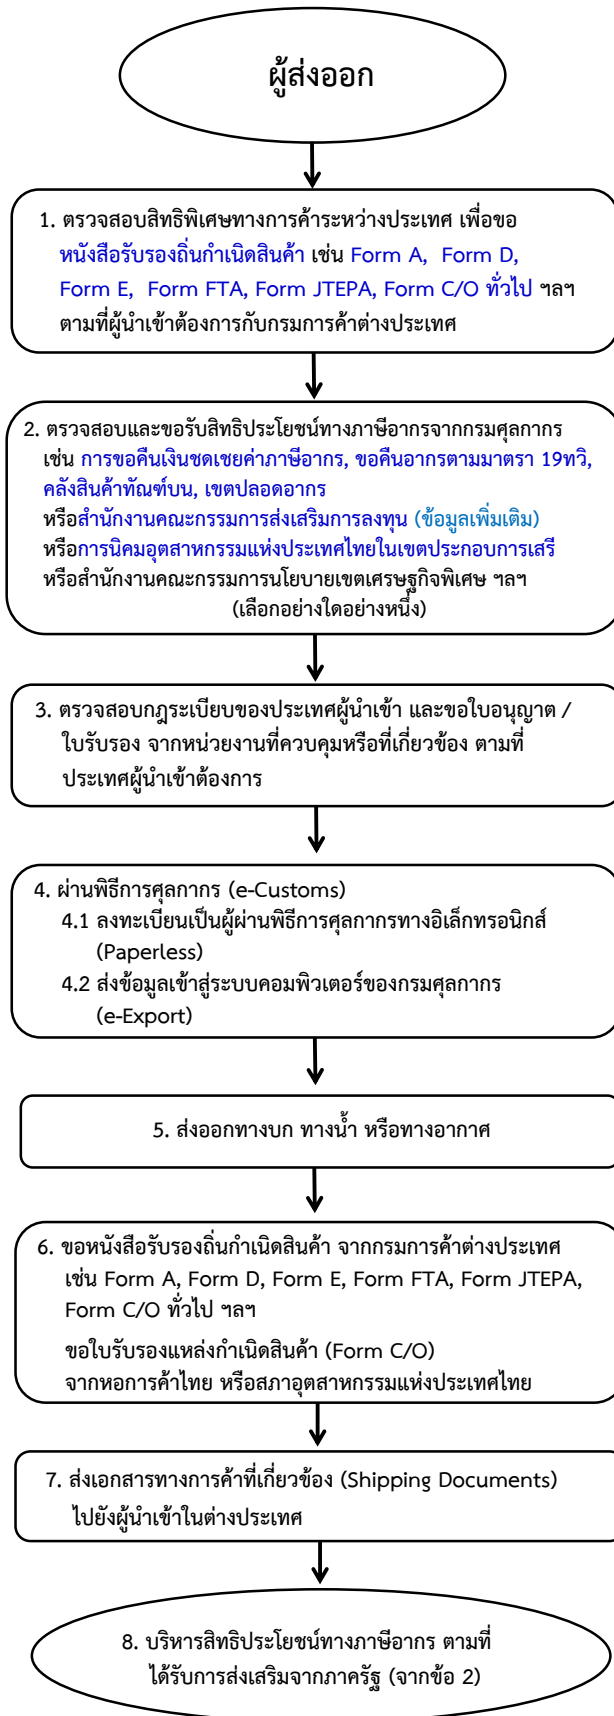 ผู้ส่งออก
1. ตรวจสอบสิทธิพิเศษทางการค้าระหว่างประเทศ เพื่อขอ
หนังสือรับรองถิ่นกำเนิดสินค้า เช่น Form A, Form D,
Form E, Form FTA, Form JTEPA, Form C/O ทั่วไป ฯลฯ
ตามที่ผู้นำเข้าต้องการกับกรมการค้าต่างประเทศ
2. ตรวจสอบและขอรับสิทธิประโยชน์ทางภาษีอากรจากกรมศุลกากร
เช่น การขอคืนเงินชดเชยค่าภาษีอากร, ขอคืนอากรตามมาตรา 19ทวิ,
คลังสินค้าทัณฑ์บน, เขตปลอดอากร
หรือสำนักงานคณะกรรมการส่งเสริมการลงทุน (ข้อมูลเพิ่มเติม)
หรือการนิคมอุตสาหกรรมแห่งประเทศไทยในเขตประกอบการเสรี
หรือสำนักงานคณะกรรมการนโยบายเขตเศรษฐกิจพิเศษ ฯลฯ
(เลือกอย่างใดอย่างหนึ่ง)
3. ตรวจสอบกฎระเบียบของประเทศผู้นำเข้า และขอใบอนุญาต /
ใบรับรอง จากหน่วยงานที่ควบคุมหรือที่เกี่ยวข้อง ตามที่
ประเทศผู้นำเข้าต้องการ
4. ผ่านพิธีการศุลกากร (e-Customs)
4.1 ลงทะเบียนเป็นผู้ผ่านพิธีการศุลกากรทางอิเล็กทรอนิกส์
(Paperless)
4.2 ส่งข้อมูลเข้าสู่ระบบคอมพิวเตอร์ของกรมศุลกากร
(e-Export)
5. ส่งออกทางบก ทางน้ำ หรือทางอากาศ
6. ขอหนังสือรับรองถิ่นกำเนิดสินค้า จากกรมการค้าต่างประเทศ
เช่น Form A, Form D, Form E, Form FTA, Form JTEPA,
Form C/O ทั่วไป ฯลฯ
ขอใบรับรองแหล่งกำเนิดสินค้า (Form C/O)
จากหอการค้าไทย หรือสภาอุตสาหกรรมแห่งประเทศไทย
7. ส่งเอกสารทางการค้าที่เกี่ยวข้อง (Shipping Documents)
ไปยังผู้นำเข้าในต่างประเทศ
8. บริหารสิทธิประโยชน์ทางภาษีอากร ตามที่
ได้รับการส่งเสริมจากภาครัฐ (จากข้อ 2)